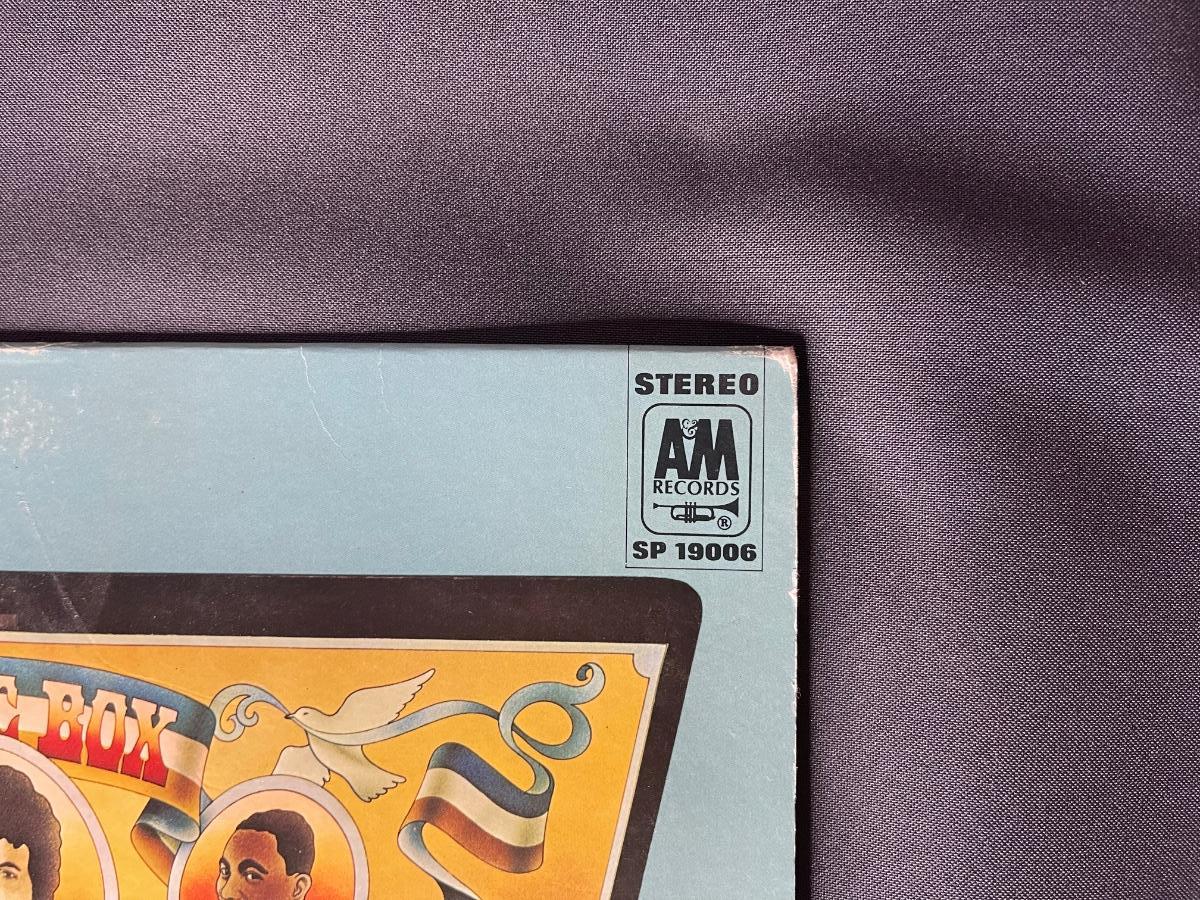 STEREO
A&M
RECORDS
®
SP 19006
BOX